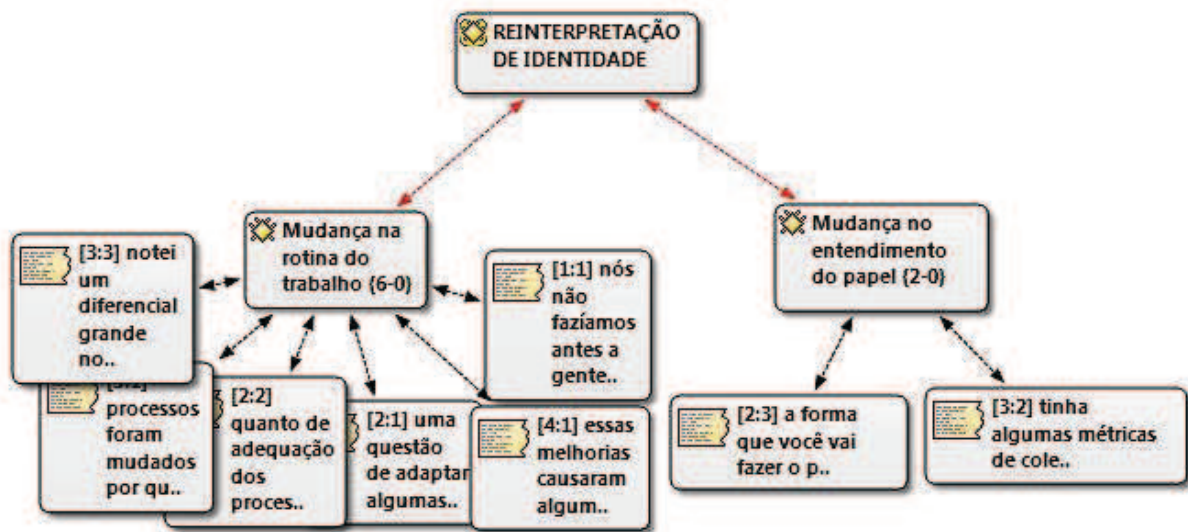 REINTERPRETAÇÃO
DE IDENTIDADE
Mudança na
rotina do
trabalho {6-0}
Mudança no
entendimento
do papel {2-0}
[3:3] notei
um
diferencial
grande
no..
[1:1] nós
não
fazíamos
antes a
gente..
processos
foram
mudados
por qu..
[2:2]
quanto de
adequação
dos
proces..
[2:1] uma
questão
de adaptar
algumas..
[4:1] essas
melhorias
causaram
algum..
[2:3] a forma
que você vai
fazer o p..
[3:2] tinha
algumas métricas
de cole..